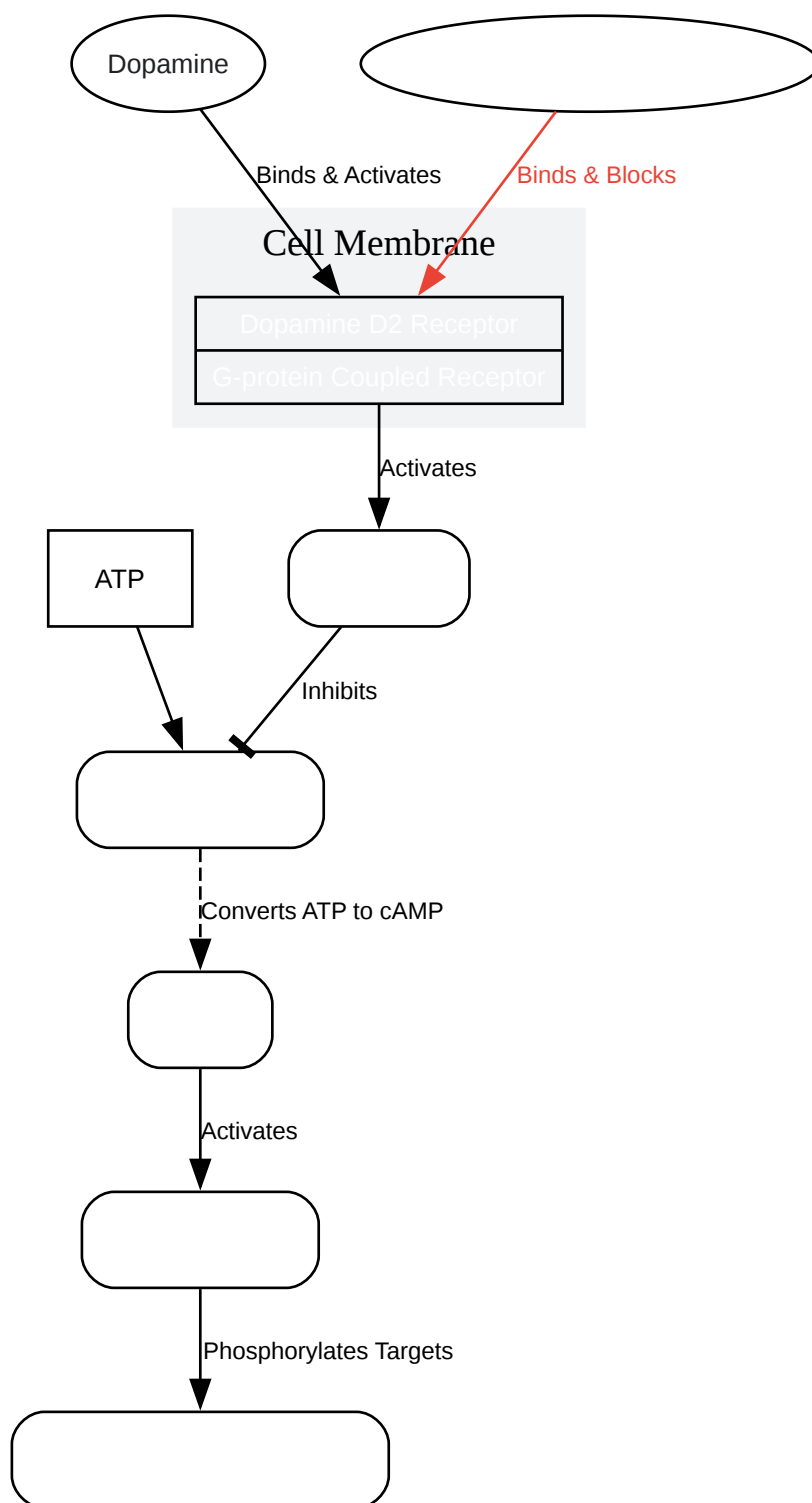 Dopamine
Binds & Activates
Binds & Blocks
Cell Membrane
Dopamine D2 Receptor
G-protein Coupled Receptor
Activates
ATP
Inhibits
Converts ATP to cAMP
Activates
Phosphorylates Targets